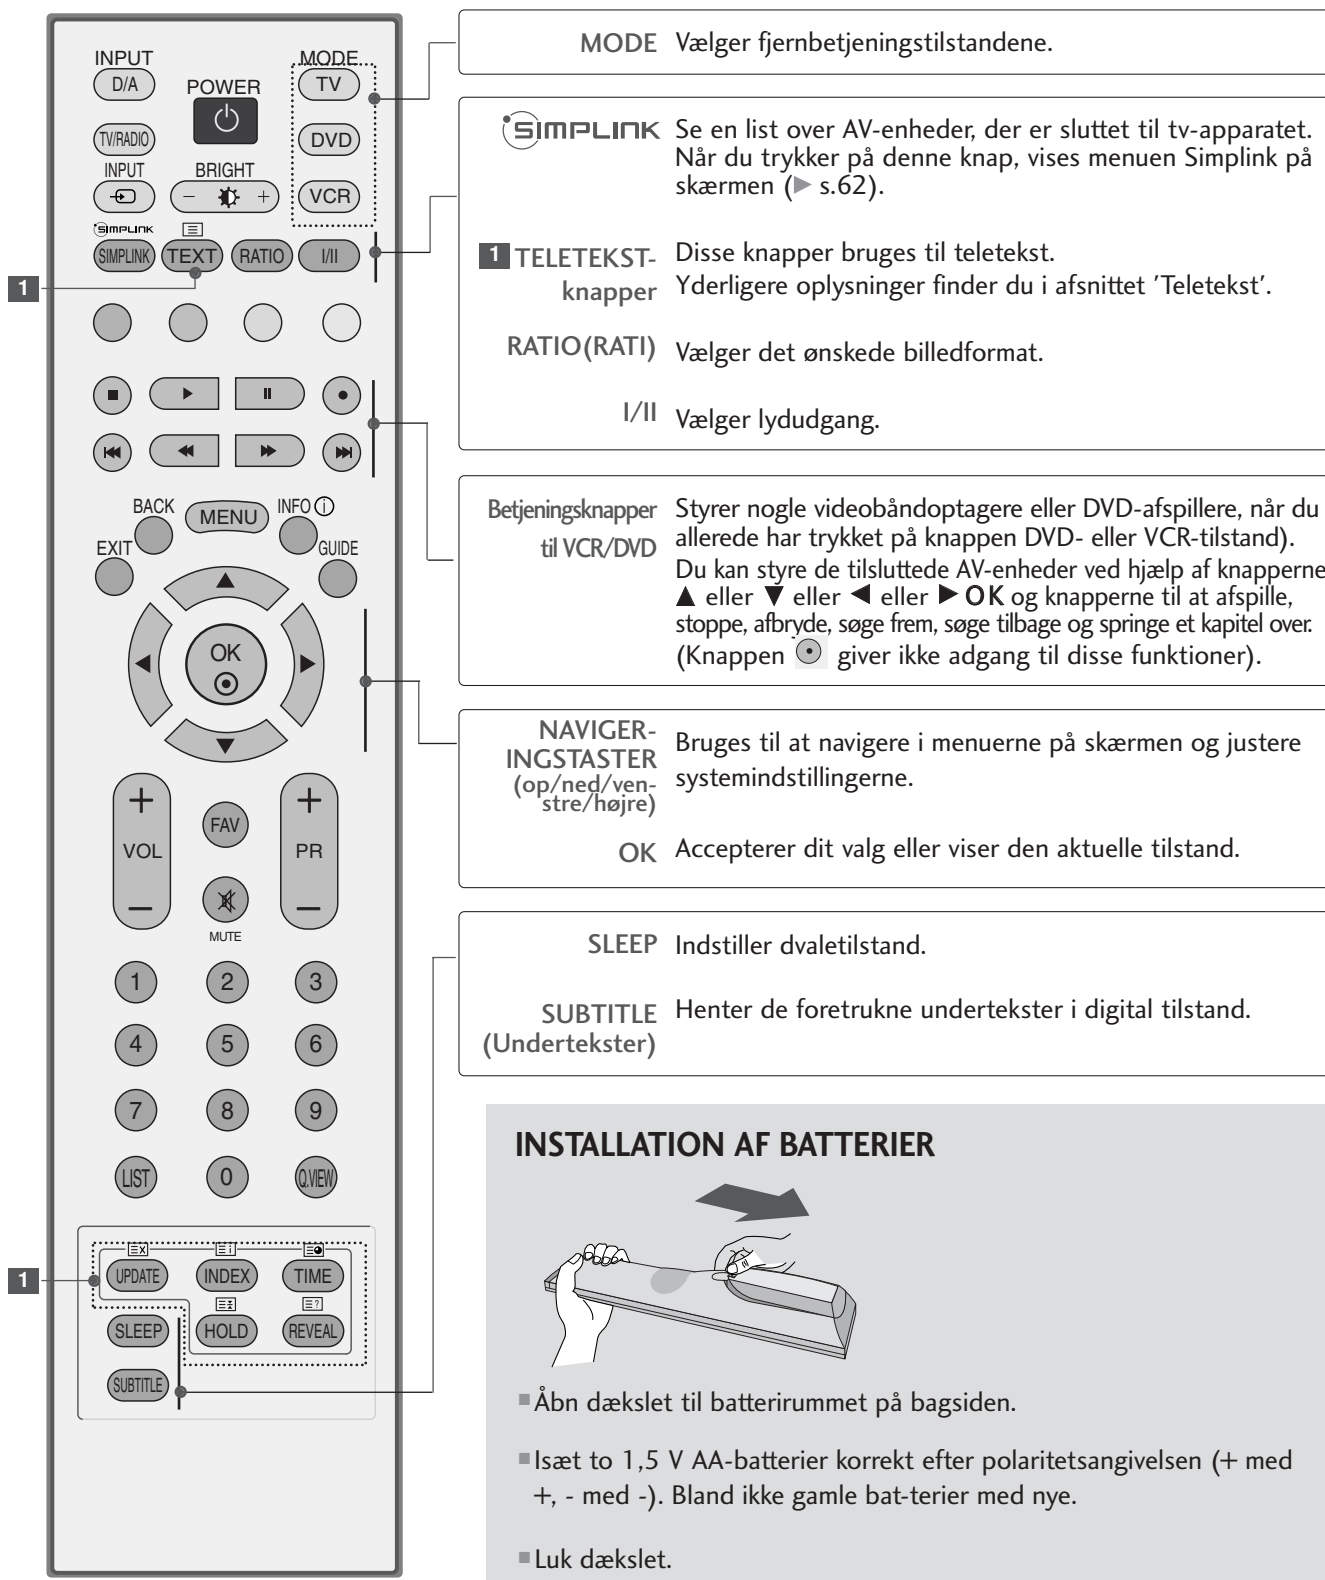 INPUT
MODE
D/A
POWER
TV
TV/RADIO
DVD
INPUT
BRIGHT
- +
VCR
SIMPLINK
SIMPLINK
TEXT
RATIO
I/II
1
BACK
MENU
INFO i
EXIT
GUIDE
OK
+
+
VOL
FAV
PR
-
-
MUTE
1
2
3
4
5
6
7
8
9
LIST
0
Q.VIEW
1
UPDATE
INDEX
TIME
SLEEP
HOLD
REVEAL
SUBTITLE
MODE Vælger fjernbetjeningstilstandene.
SIMPLINK Se en list over AV-enheder, der er sluttet til tv-apparatet.
Når du trykker på denne knap, vises menuen Simplink på
skærmen (► s.62).
1 TELETEKST- Disse knapper bruges til teletekst.
knapper Yderligere oplysninger finder du i afsnittet 'Teletekst'.
RATIO(RATI) Vælger det ønskede billedformat.
I/II Vælger lydudgang.
Betjeningsknapper Styrer nogle videobåndoptagere eller DVD-afspillere, når du
til VCR/DVD allerede har trykket på knappen DVD- eller VCR-tilstand).
Du kan styre de tilsluttede AV-enheder ved hjælp af knapperne
▲ eller ▼ eller ◄ eller ► OK og knapperne til at afspille,
stoppe, afbryde, søge frem, søge tilbage og springe et kapitel over.
(Knappen ⊙ giver ikke adgang til disse funktioner).
NAVIGER- Bruges til at navigere i menuerne på skærmen og justere
INGSTASTER systemindstillingerne.
(op/ned/ven-
stre/højre)
OK Accepterer dit valg eller viser den aktuelle tilstand.
SLEEP Indstiller dvaletilstand.
SUBTITLE Henter de foretrukne undertekster i digital tilstand.
(Undertekster)
INSTALLATION AF BATTERIER
■ Åbn dækslet til batterirummet på bagsiden.
■ Isæt to 1,5 V AA-batterier korrekt efter polaritetsangivelsen (+ med
+, - med -). Bland ikke gamle bat-terier med nye.
■ Luk dækslet.